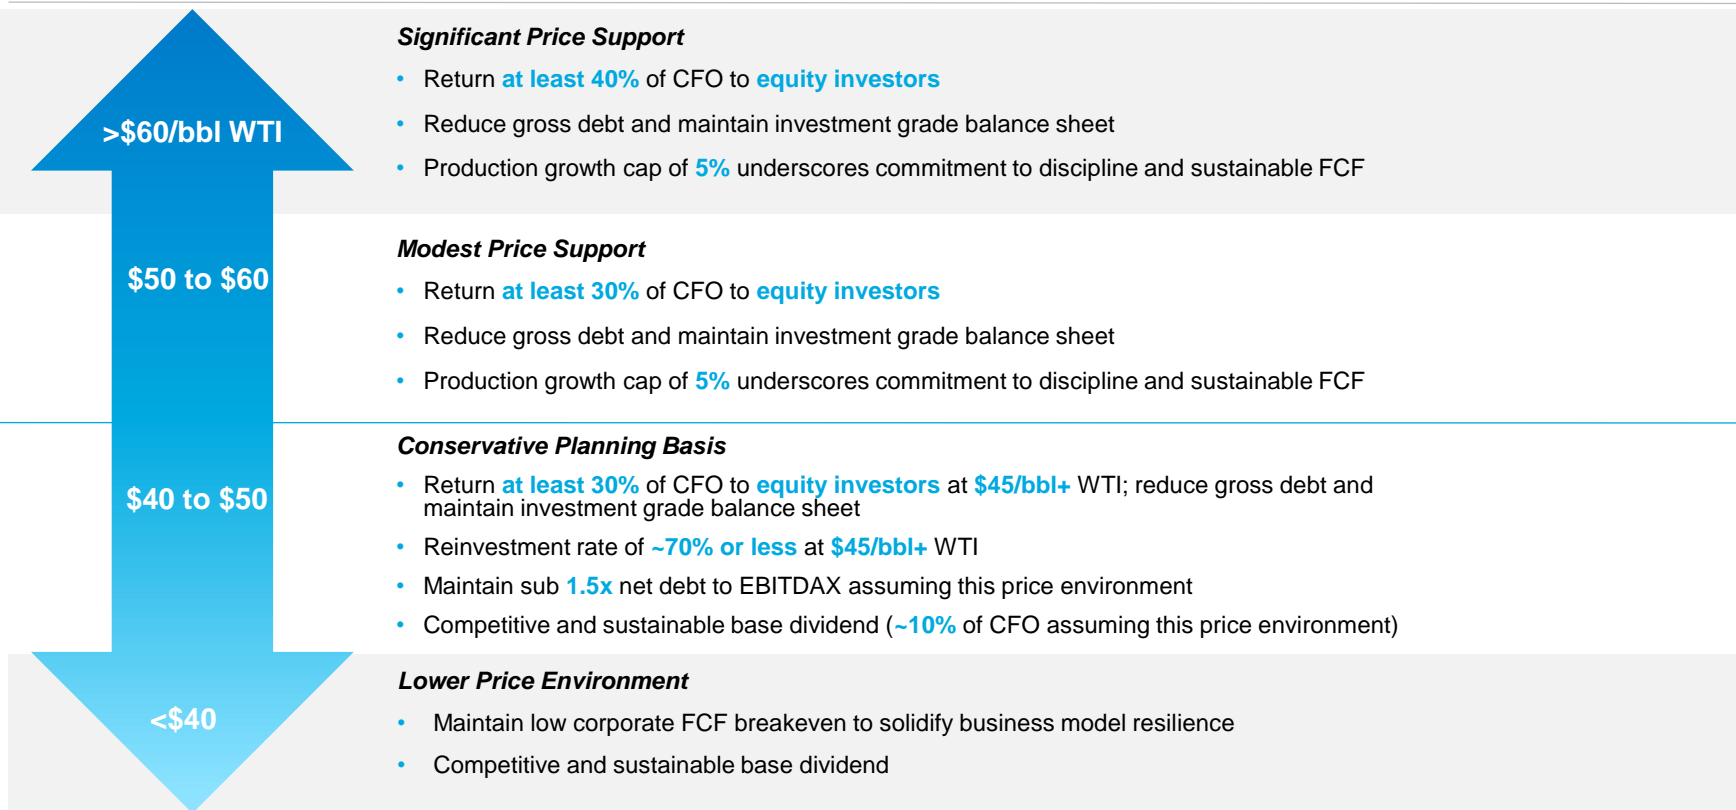 >$60/bbl WTI
Significant Price Support
• Return at least 40% of CFO to equity investors
• Reduce gross debt and maintain investment grade balance sheet
• Production growth cap of 5% underscores commitment to discipline and sustainable FCF
$50 to $60
Modest Price Support
• Return at least 30% of CFO to equity investors
• Reduce gross debt and maintain investment grade balance sheet
• Production growth cap of 5% underscores commitment to discipline and sustainable FCF
$40 to $50
Conservative Planning Basis
• Return at least 30% of CFO to equity investors at $45/bbl+ WTI; reduce gross debt and
maintain investment grade balance sheet
• Reinvestment rate of ~70% or less at $45/bbl+ WTI
• Maintain sub 1.5x net debt to EBITDAX assuming this price environment
• Competitive and sustainable base dividend (~10% of CFO assuming this price environment)
<$40
Lower Price Environment
• Maintain low corporate FCF breakeven to solidify business model resilience
• Competitive and sustainable base dividend